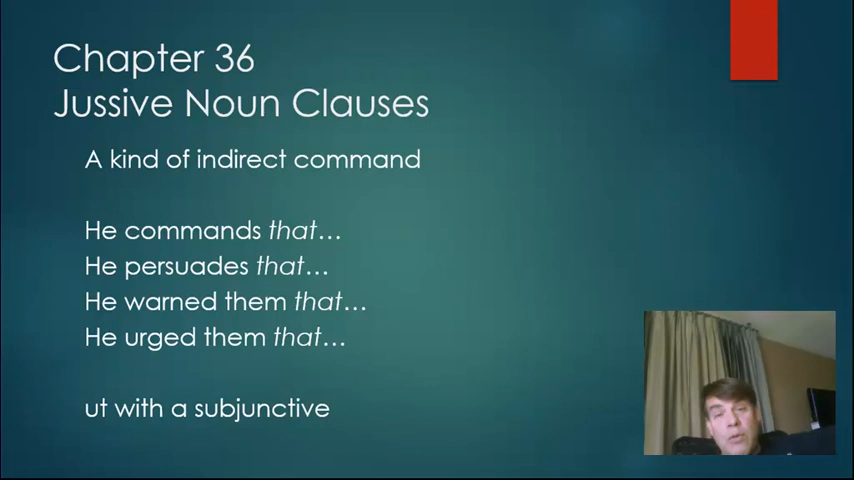 Chapter 36
Jussive Noun Clauses
A kind of indirect command
He commands that…
He persuades that…
He warned them that…
He urged them that…
ut with a subjunctive